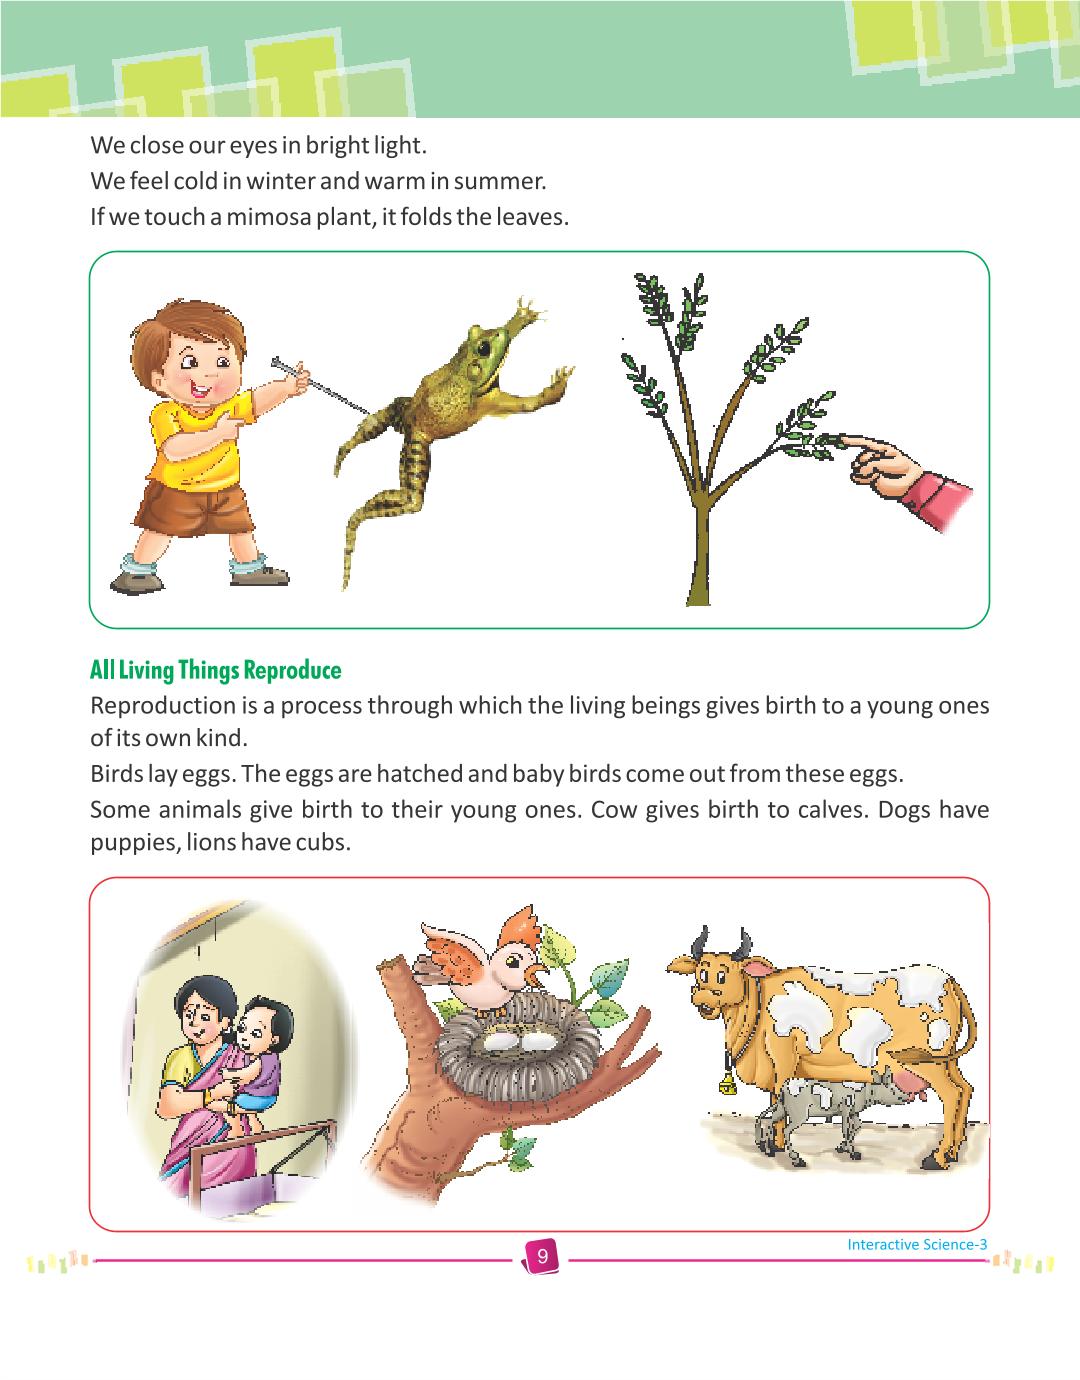 We close our eyes in bright light.
We feel cold in winter and warm in summer.
If we touch a mimosa plant, it folds the leaves.
All Living Things Reproduce
Reproduction is a process through which the living beings gives birth to a young ones
of its own kind.
Birds lay eggs. The eggs are hatched and baby birds come out from these eggs.
Some animals give birth to their young ones. Cow gives birth to calves. Dogs have
puppies, lions have cubs.
Interactive Science-3
9